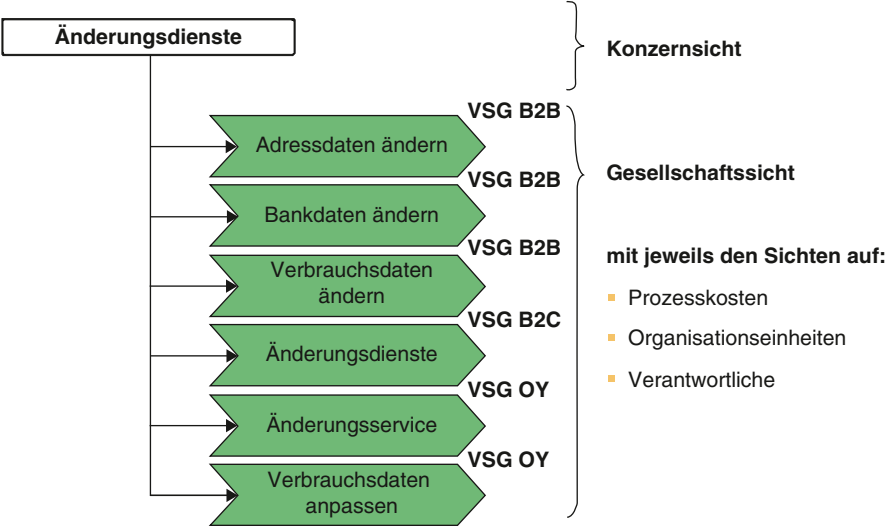 Änderungsdienste
Konzernsicht
VSG B2B
Adressdaten ändern
VSG B2B
Bankdaten ändern
VSG B2B
Verbrauchsdaten
ändern
VSG B2C
Änderungsdienste
VSG OY
Änderungsservice
VSG OY
Verbrauchsdaten
anpassen
Gesellschaftssicht
mit jeweils den Sichten auf:
Prozesskosten
Organisationseinheiten
Verantwortliche